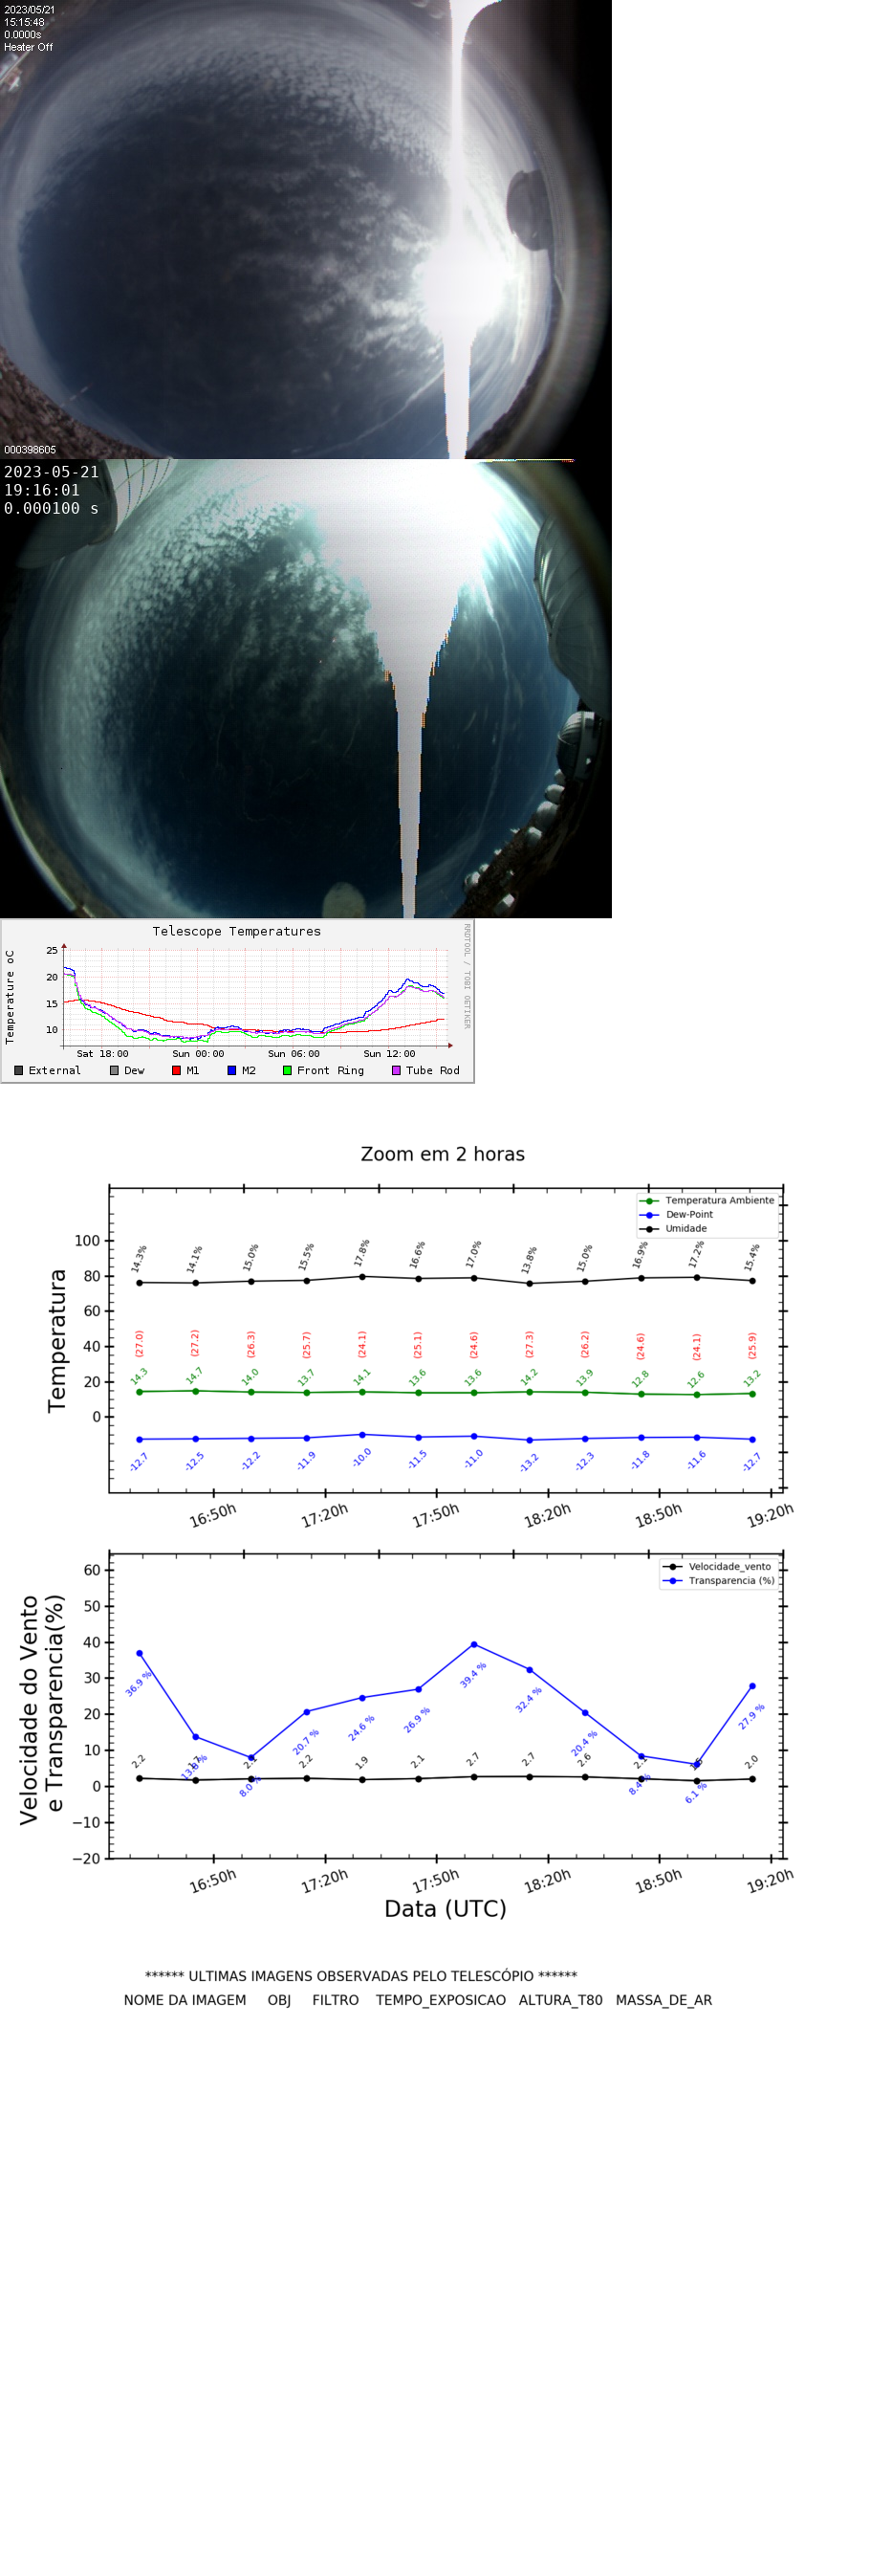 2023/05/21
15:15:48
0.0000s
Heater Off
000398605
2023-05-21
19:16:01
0.000100 s
Telescope Temperatures
RRDTOOL / TOBI OETIKER
Temperature oC
25
20
15
10
Sat 18:00 Sun 00:00 Sun 06:00 Sun 12:00
External Dew M1 M2 Front Ring Tube Rod
Zoom em 2 horas
Temperatura Ambiente
Dew-Point
Umidade
Temperatura
100
80
60
40
20
0
14.3% 14.1% 15.0% 15.5% 17.8% 16.6% 17.0% 13.8% 15.0% 16.9% 17.2% 15.4%
(27.0) (27.2) (26.3) (25.7) (24.1) (25.1) (24.6) (27.3) (26.2) (24.6) (24.1) (25.9)
14.3 14.7 14.0 13.7 14.1 13.6 13.6 14.2 13.9 12.8 12.6 13.2
-12.7 -12.5 -12.2 -11.9 -10.0 -11.5 -11.0 -13.2 -12.3 -11.8 -11.6 -12.7
16:50h 17:20h 17:50h 18:20h 18:50h 19:20h
Velocidade_vento
Transparencia (%)
Velocidade do Vento
e Transparencia(%)
60
50
40
30
20
10
0
−10
−20
36.9 % 13.8 % 8.0 % 20.7 % 24.6 % 26.9 % 39.4 % 32.4 % 20.4 % 8.4 % 6.1 % 27.9 %
2.2 2.2 1.9 2.1 2.7 2.7 2.6 2.1 2.0
16:50h 17:20h 17:50h 18:20h 18:50h 19:20h
Data (UTC)
****** ULTIMAS IMAGENS OBSERVADAS PELO TELESCÓPIO ******
NOME DA IMAGEM OBJ FILTRO TEMPO_EXPOSICAO ALTURA_T80 MASSA_DE_AR